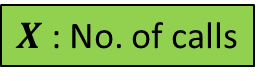 X : No. of calls